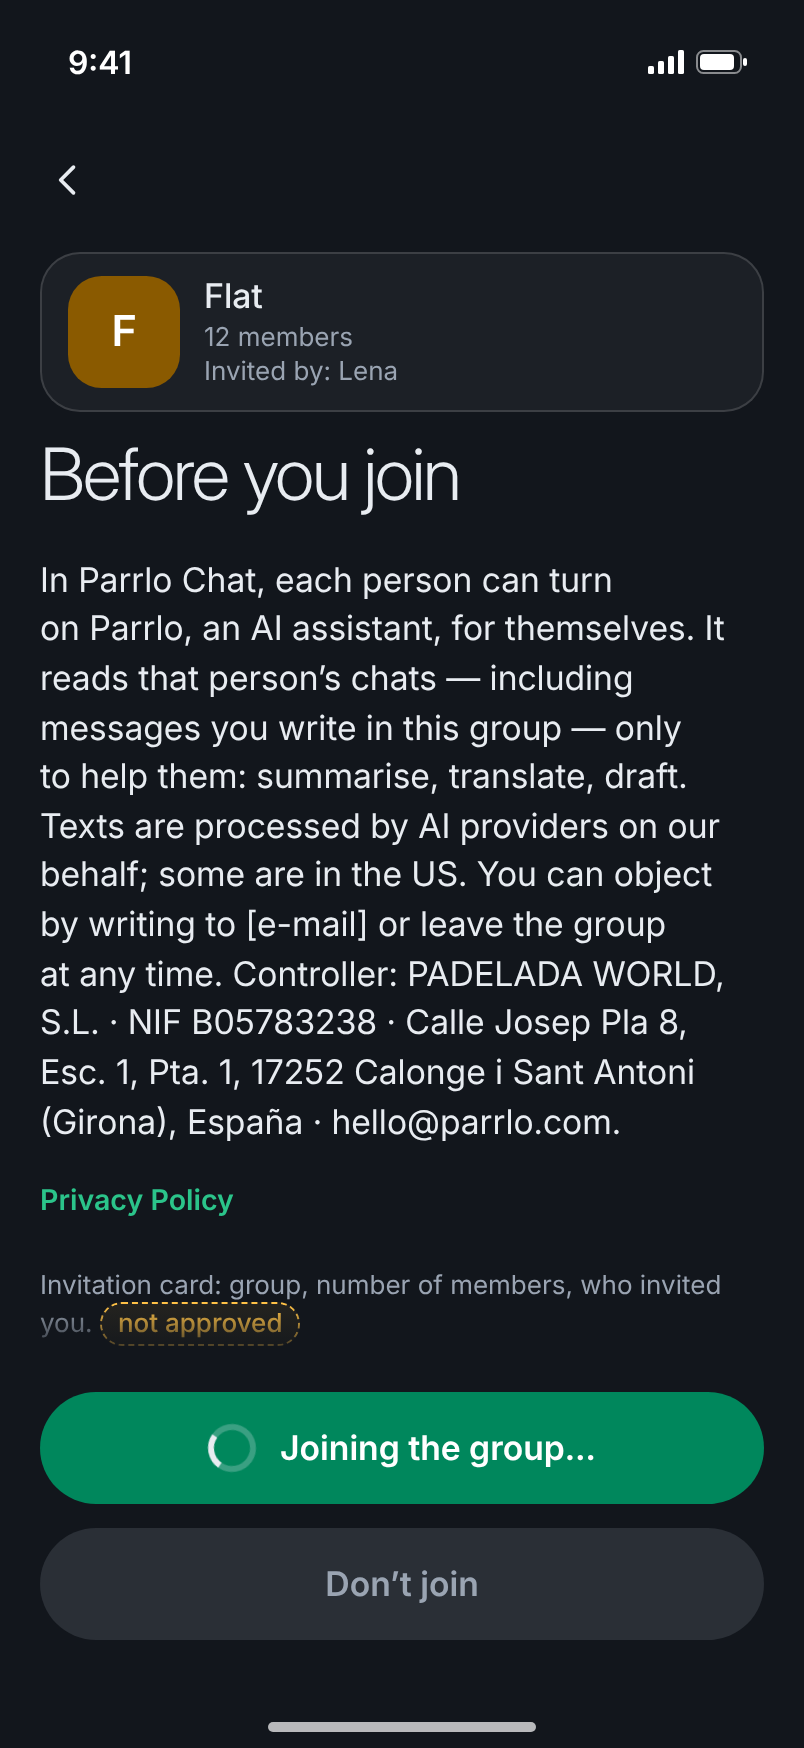 9:41
F
Flat
12 members
Invited by: Lena
Before you join
In Parrlo Chat, each person can turn
on Parrlo, an AI assistant, for themselves. It
reads that person’s chats — including
messages you write in this group — only
to help them: summarise, translate, draft.
Texts are processed by AI providers on our
behalf; some are in the US. You can object
by writing to [e-mail] or leave the group
at any time. Controller: PADELADA WORLD,
S.L. · NIF B05783238 · Calle Josep Pla 8,
Esc. 1, Pta. 1, 17252 Calonge i Sant Antoni
(Girona), España · hello@parrlo.com.
Privacy Policy
Invitation card: group, number of members, who invited
you. not approved
Joining the group…
Don’t join